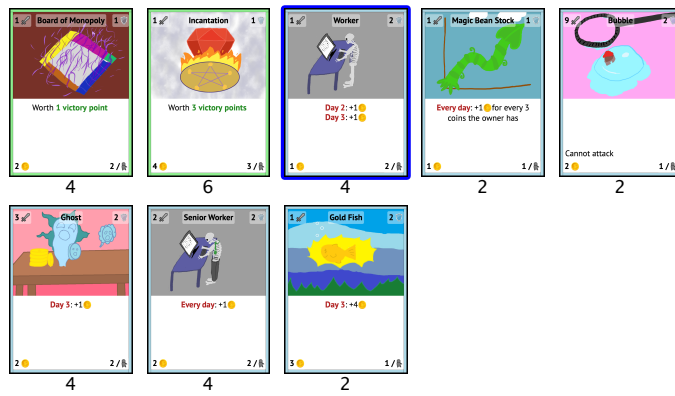 1 Board of Monopoly 1
Worth 1 victory point
2 2/
4
1 Incantation 1
Worth 3 victory points
4 3/
6
1 Worker 2
Day 2: +1
Day 3: +1
1 2/
4
1 Magic Bean Stock 1
Every day: +1 for every 3
coins the owner has
1 1/
2
9 Bubble 2
Cannot attack
2 1/
2
3 Ghost 2
Day 3: +1
2 2/
4
2 Senior Worker 2
Every day: +1
2 2/
4
1 Gold Fish 2
Day 3: +4
3 1/
2